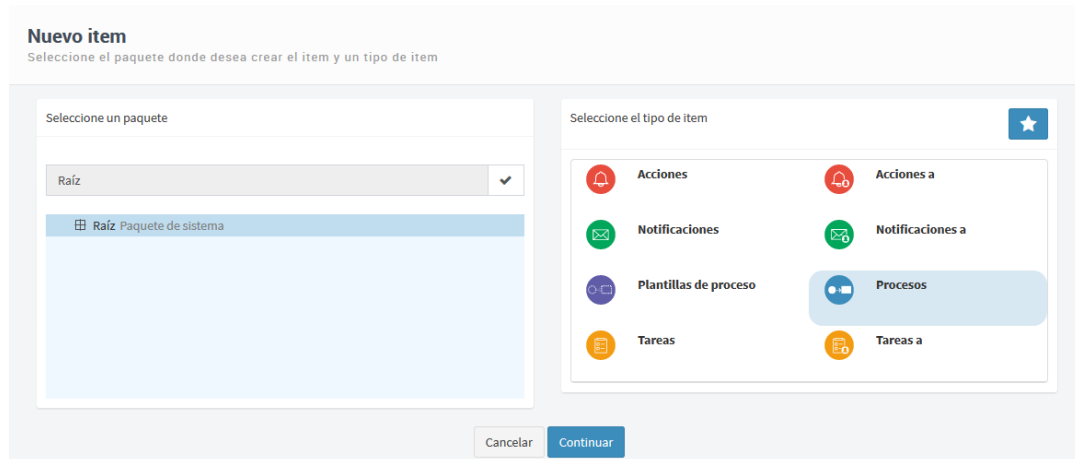 Nuevo item
Seleccione el paquete donde desea crear el item y un tipo de item
Seleccione un paquete
Raíz
Raíz Paquete de sistema
Seleccione el tipo de item
Acciones
Acciones a
Notificaciones
Notificaciones a
Plantillas de proceso
Procesos
Tareas
Tareas a
Cancelar
Continuar